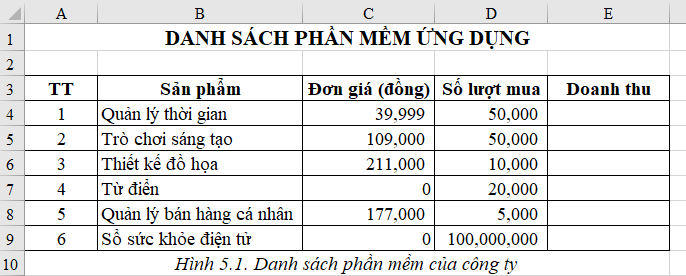 A B C D E
1 DANH SÁCH PHẦN MỀM ỨNG DỤNG
2
3 TT Sản phẩm Đơn giá (đồng) Số lượt mua Doanh thu
4 1 Quản lý thời gian 39,999 50,000
5 2 Trò chơi sáng tạo 109,000 50,000
6 3 Thiết kế đồ họa 211,000 10,000
7 4 Từ điển 0 20,000
8 5 Quản lý bán hàng cá nhân 177,000 5,000
9 6 Sổ sức khỏe điện tử 0 100,000,000
10 Hình 5.1. Danh sách phần mềm của công ty